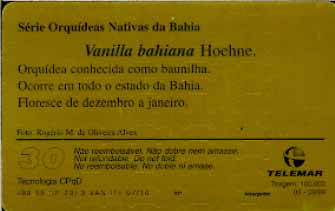 Série Orquídeas Nativas da Bahia
Vanilla bahiana Hoehne.
Orquídea conhecida como baunilha.
Ocorre em todo o estado da Bahia.
Floresce de dezembro a janeiro.
Foto: Rogério M. de Oliveira Alves
30
Não reembolsável. Não dobre nem amasse.
Not refundable. Do not fold.
No reembolsable. No doble ni amase.
TELEMAR
Tecnologia CPqD
Tiragem: 100.000